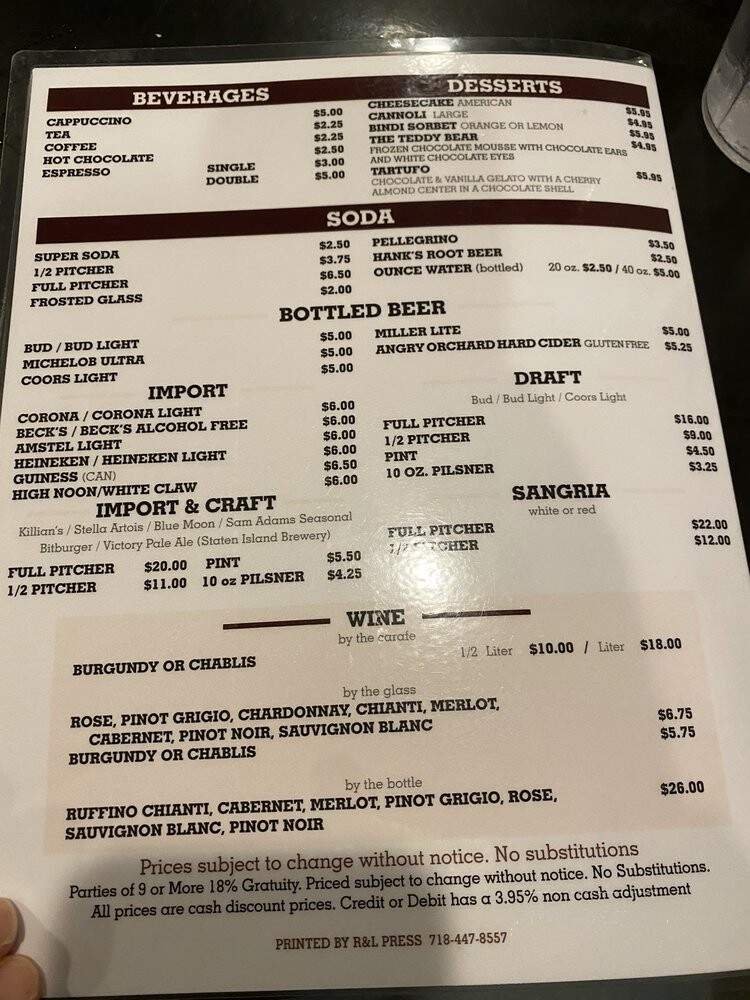 BEVERAGES
CAPPUCCINO $5.00
TEA $2.25
COFFEE $2.25
HOT CHOCOLATE $2.50
ESPRESSO SINGLE $3.00
DOUBLE $5.00
DESSERTS
CHEESECAKE AMERICAN $5.95
CANNOLI LARGE $4.95
BINDI SORBET ORANGE OR LEMON $5.95
THE TEDDY BEAR $4.95
FROZEN CHOCOLATE MOUSSE WITH CHOCOLATE EARS
AND WHITE CHOCOLATE EYES
TARTUFO $5.95
CHOCOLATE & VANILLA GELATO WITH A CHERRY
ALMOND CENTER IN A CHOCOLATE SHELL
SODA
SUPER SODA $2.50
1/2 PITCHER $3.75
FULL PITCHER $6.50
FROSTED GLASS $2.00
PELLEGRINO $3.50
HANK'S ROOT BEER $2.50
OUNCE WATER (bottled) 20 oz. $2.50 / 40 oz. $5.00
BOTTLED BEER
BUD / BUD LIGHT $5.00
MICHELOB ULTRA $5.00
COORS LIGHT $5.00
MILLER LITE $5.00
ANGRY ORCHARD HARD CIDER GLUTEN FREE $5.25
IMPORT
CORONA / CORONA LIGHT $6.00
BECK'S / BECK'S ALCOHOL FREE $6.00
AMSTEL LIGHT $6.00
HEINEKEN / HEINEKEN LIGHT $6.00
GUINESS (CAN) $6.50
HIGH NOON/WHITE CLAW $6.00
DRAFT
Bud / Bud Light / Coors Light
FULL PITCHER $16.00
1/2 PITCHER $9.00
PINT $4.50
10 OZ. PILSNER $3.25
IMPORT & CRAFT
Killian's / Stella Artois / Blue Moon / Sam Adams Seasonal
Bitburger / Victory Pale Ale (Staten Island Brewery)
FULL PITCHER $20.00 PINT $5.50
1/2 PITCHER $11.00 10 oz PILSNER $4.25
SANGRIA
white or red
FULL PITCHER $22.00
1/2 PITCHER $12.00
WINE
by the carafe
BURGUNDY OR CHABLIS 1/2 Liter $10.00 / Liter $18.00
by the glass
ROSE, PINOT GRIGIO, CHARDONNAY, CHIANTI, MERLOT,
CABERNET, PINOT NOIR, SAUVIGNON BLANC $6.75
BURGUNDY OR CHABLIS $5.75
by the bottle
RUFFINO CHIANTI, CABERNET, MERLOT, PINOT GRIGIO, ROSE, $26.00
SAUVIGNON BLANC, PINOT NOIR
Prices subject to change without notice. No substitutions
Parties of 9 or More 18% Gratuity. Priced subject to change without notice. No Substitutions.
All prices are cash discount prices. Credit or Debit has a 3.95% non cash adjustment
PRINTED BY R&L PRESS 718-447-8557